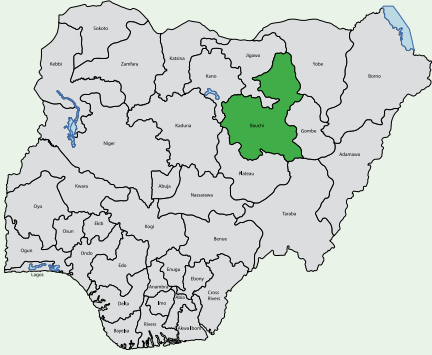 Sokoto
Kebbi
Zamfara
Katsina
Kano
Jigawa
Yobe
Borno
Niger
Kaduna
Bauchi
Gombe
Adamawa
Plateau
Kwara
Abuja
Nassarawa
Oyo
Taraba
Kogi
Benue
Osun
Ekiti
Ogun
Ondo
Edo
Lagos
Enugu
Ebony
Cross
Rivers
Anambra
Abia
Imo
Delta
Bayelsa
Rivers
Akwa Ibom